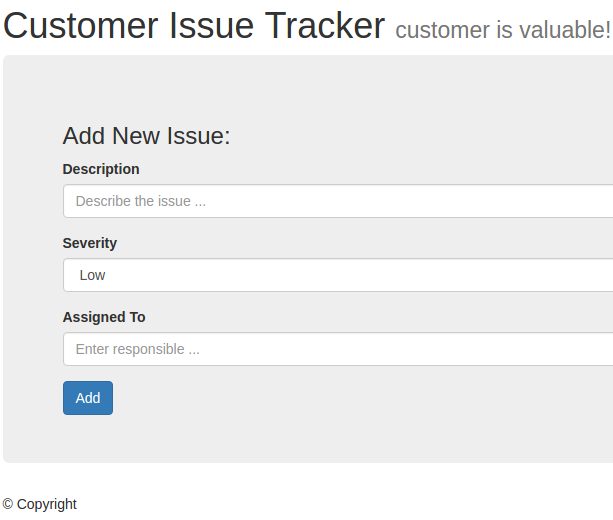 Customer Issue Tracker customer is valuable!
Add New Issue:
Description
Describe the issue ...
Severity
Low
Assigned To
Enter responsible ...
Add
© Copyright